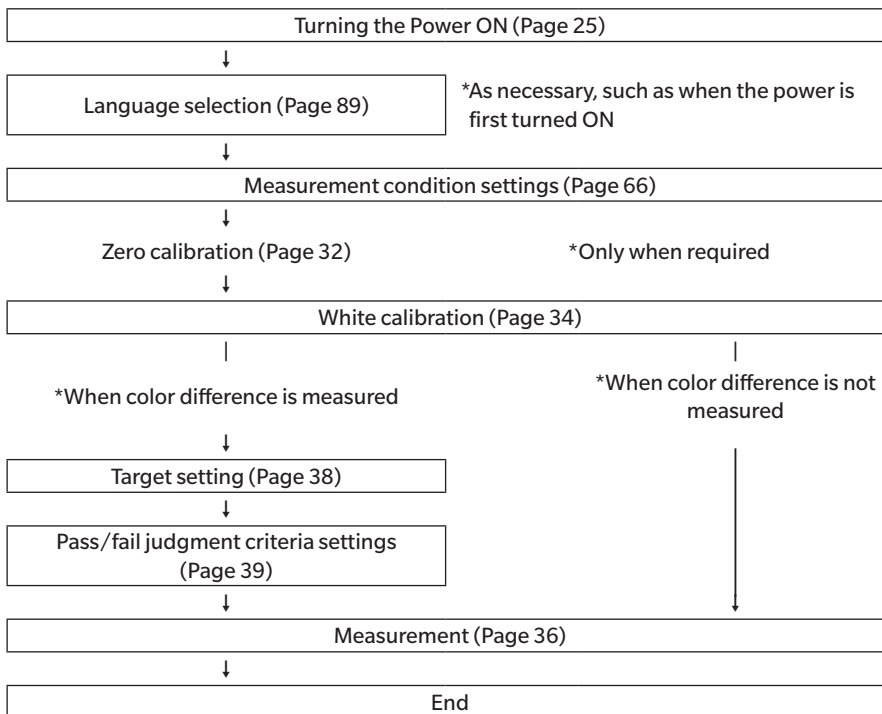 Turning the Power ON (Page 25)
Language selection (Page 89)
*As necessary, such as when the power is
first turned ON
Measurement condition settings (Page 66)
Zero calibration (Page 32)
*Only when required
White calibration (Page 34)
*When color difference is measured
*When color difference is not
measured
Target setting (Page 38)
Pass/fail judgment criteria settings
(Page 39)
Measurement (Page 36)
End